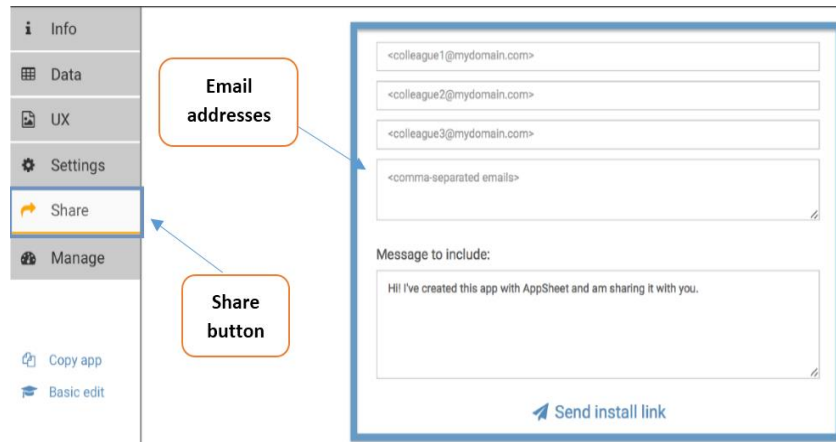 Info
Data
UX
Settings
Share
Manage
Copy app
Basic edit
Email
addresses
Share
button
<colleague1@mydomain.com>
<colleague2@mydomain.com>
<colleague3@mydomain.com>
<comma-separated emails>
Message to include:
Hi! I've created this app with AppSheet and am sharing it with you.
Send install link